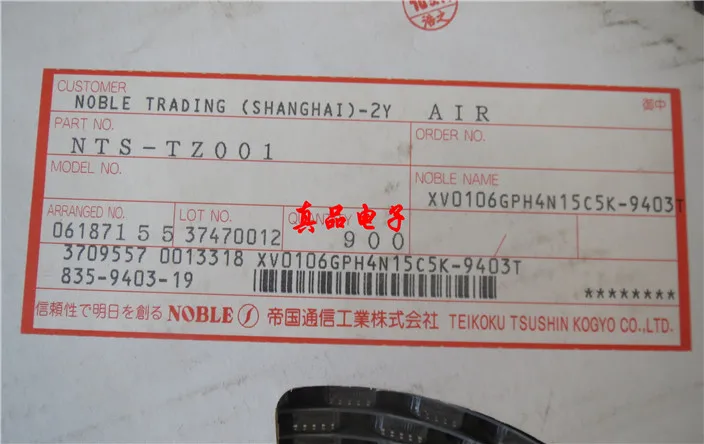 CUSTOMER
NOBLE TRADING (SHANGHAI)-2Y AIR 御中
PART NO.
NTS-TZ001
ORDER NO.
MODEL NO.
NOBLE NAME
XV0106GPH4N15C5K-9403T
ARRANGED NO. LOT NO. QUANTITY
真品电子
06187155 37470012 900
3709557 0013318 XV0106GPH4N15C5K-9403T
835-9403-19 ********
信頼性で明日を創る NOBLE 帝国通信工業株式会社 TEIKOKU TSUSHIN KOGYO CO.,LTD.